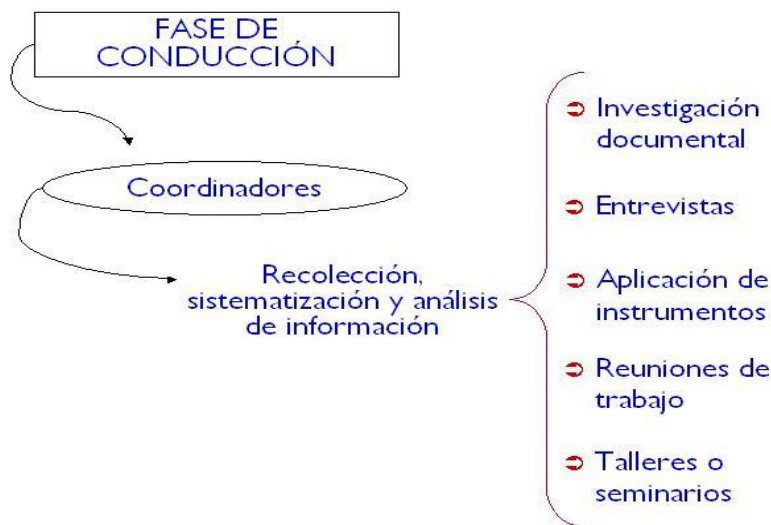 FASE DE
CONDUCCIÓN
Coordinadores
Recolección,
sistematización y análisis
de información
Investigación
documental
Entrevistas
Aplicación de
instrumentos
Reuniones de
trabajo
Talleres o
seminarios